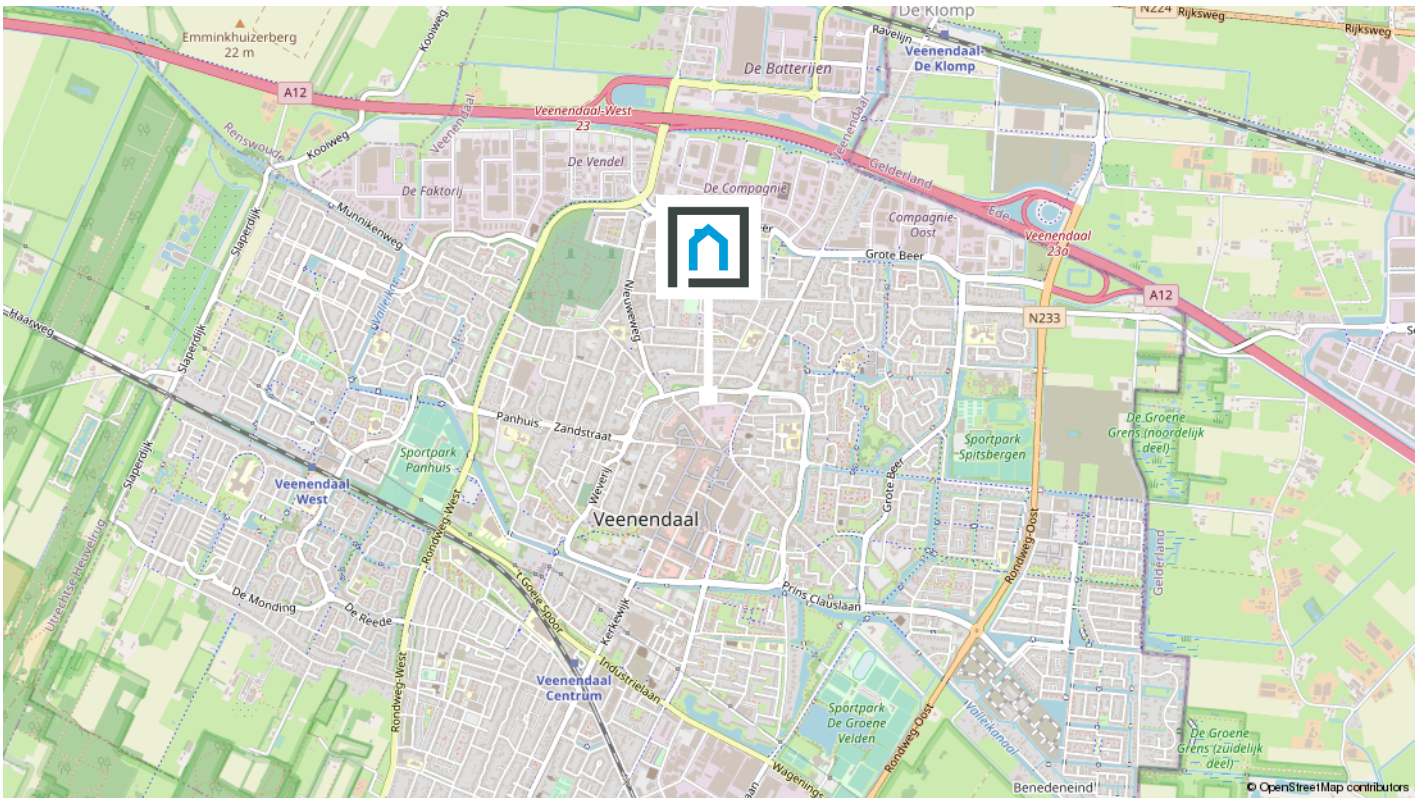 De Klomp
N224
Rijksweg
Rijksweg
Emminkhuizerberg
22 m
Kooiweg
Ravelijn
Veenendaal-
De Klomp
De Batterijen
A12
Veenendaal-West
23
Veenendaal
Veenendaal
Renswoude
Kooiweg
De Vendel
De Faktorij
De Compagnie
Gelderland
Ede
Compagnie-
Oost
Veenendaal
23a
Munnikenweg
Slaperdijk
Grote Beer
A12
Nieuweweg
N233
Haarweg
Slaperdijk
Panhuis
Zandstraat
De Groene
Grens (noordelijk
deel)
Sportpark
Panhuis
Sportpark
Spitsbergen
Slaperdijk
Veenendaal
West
Weverij
Grote Beer
Rondweg-West
Veenendaal
Rondweg-Oost
Gelderland
Utrechtse Heuvelrug
't Goeie Spoor
De Monding
De Reede
Kerkewijk
Prins Clauslaan
Industrielaan
Veenendaal
Centrum
Rondweg-West
Sportpark
De Groene
Velden
Rondweg-Oost
Valleikanaal
De Groene
Grens (zuidelijk
deel)
Benedeneind
© OpenStreetMap contributors